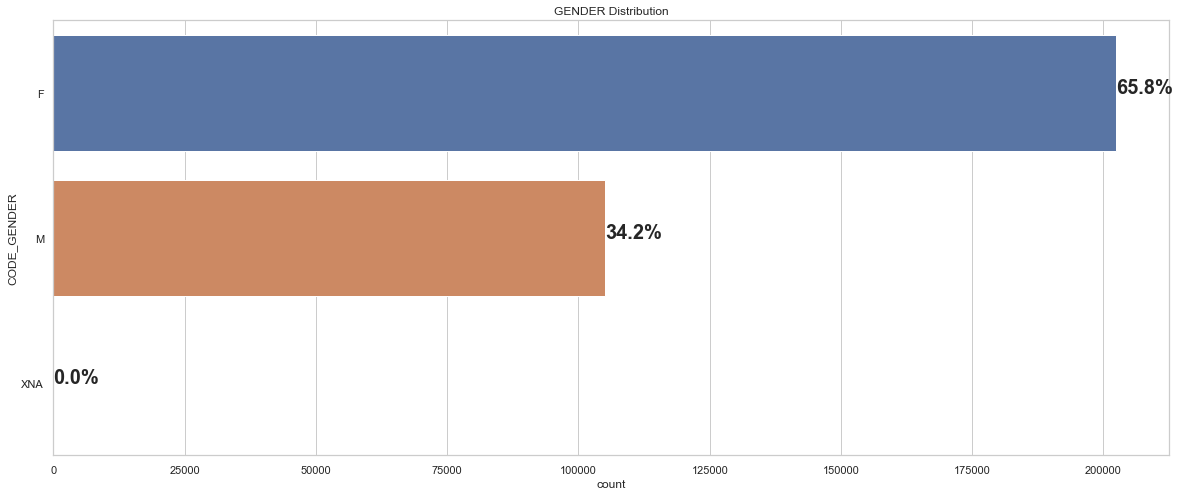 GENDER Distribution
F
65.8%
M
34.2%
XNA
0.0%
CODE_GENDER
0 25000 50000 75000 100000 125000 150000 175000 200000
count